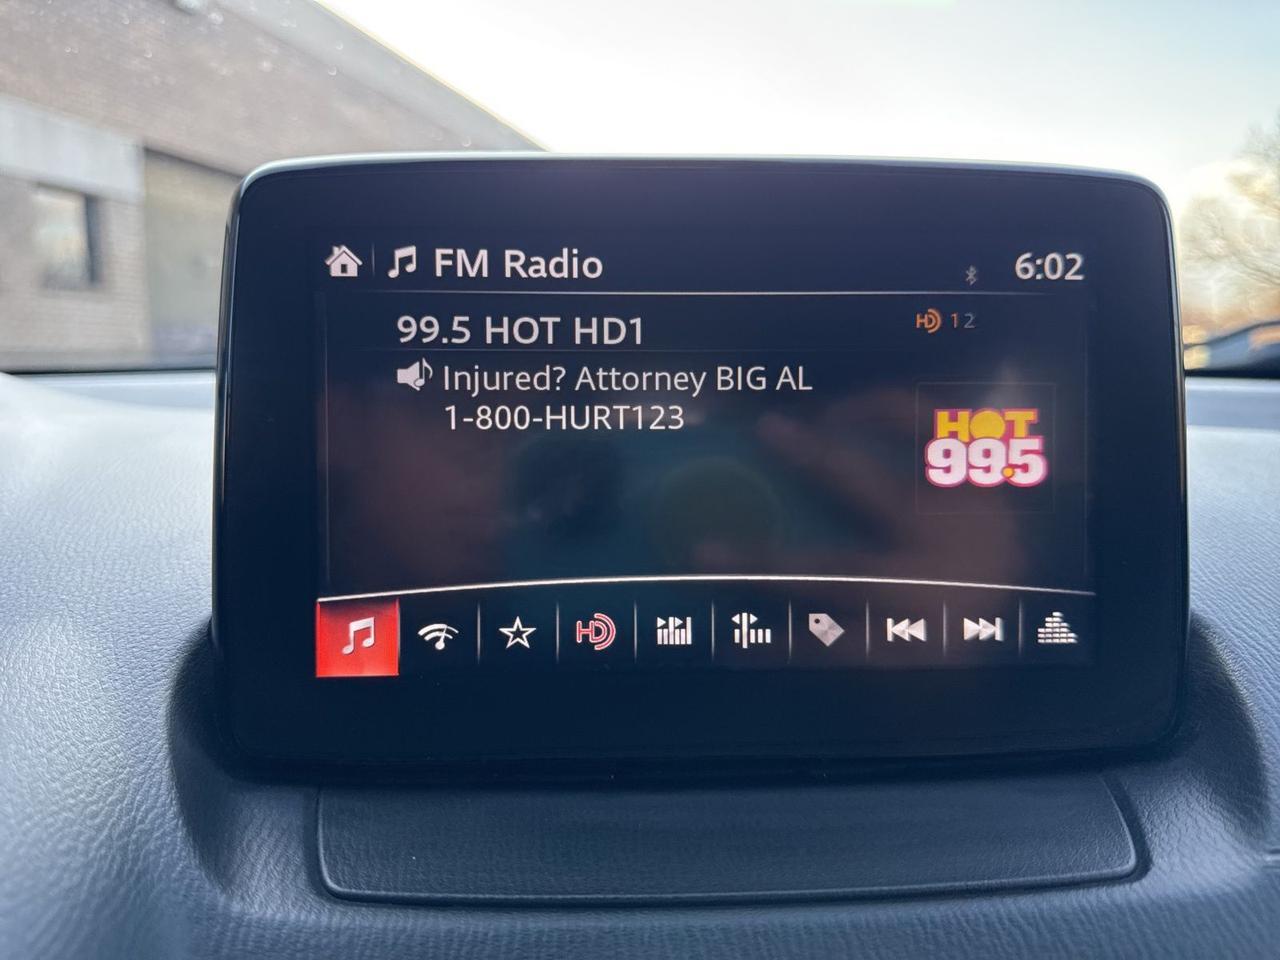 FM Radio
6:02
99.5 HOT HD1
HD 1 2
Injured? Attorney BIG AL
1-800-HURT123
HOT
99.5
HD